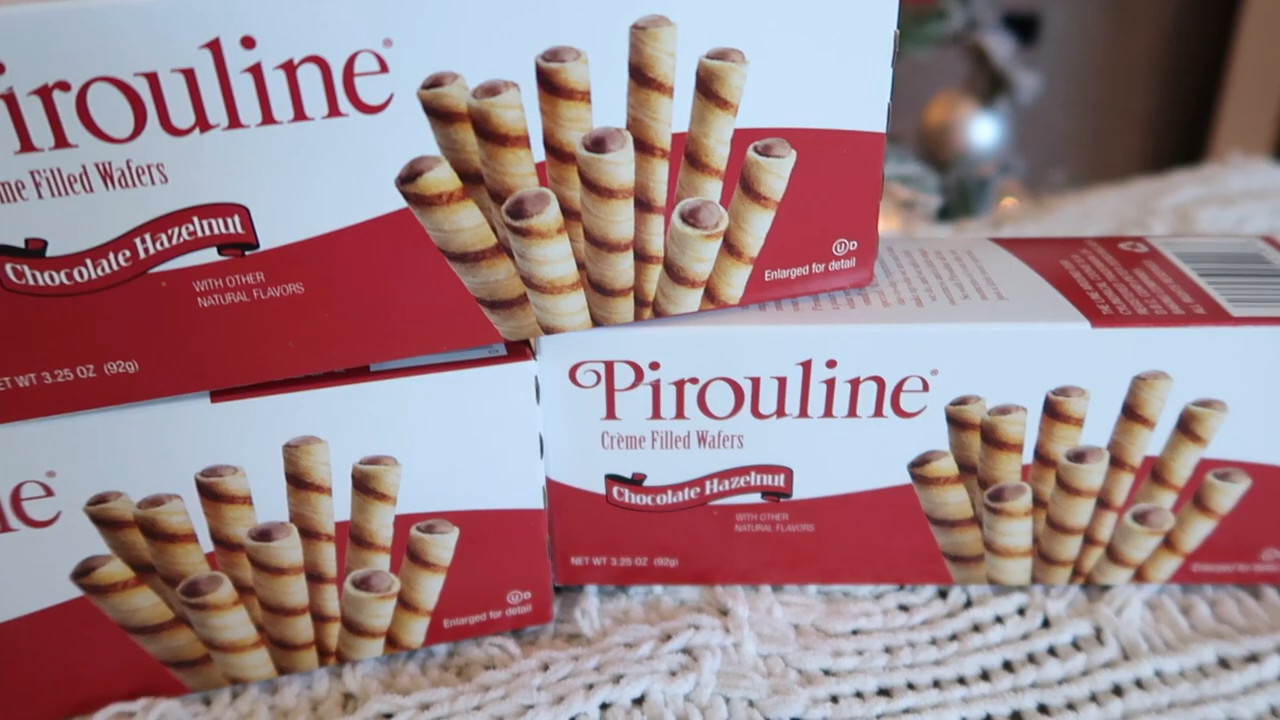 irouline®
me Filled Wafers
Chocolate Hazelnut
WITH OTHER
NATURAL FLAVORS
ET WT 3.25 OZ (92g)
U D
Enlarged for detail
ne®
U D
Enlarged for detail
Pirouline®
Crème Filled Wafers
Chocolate Hazelnut
WITH OTHER
NATURAL FLAVORS
NET WT 3.25 OZ (92g)
Enlarged for detail